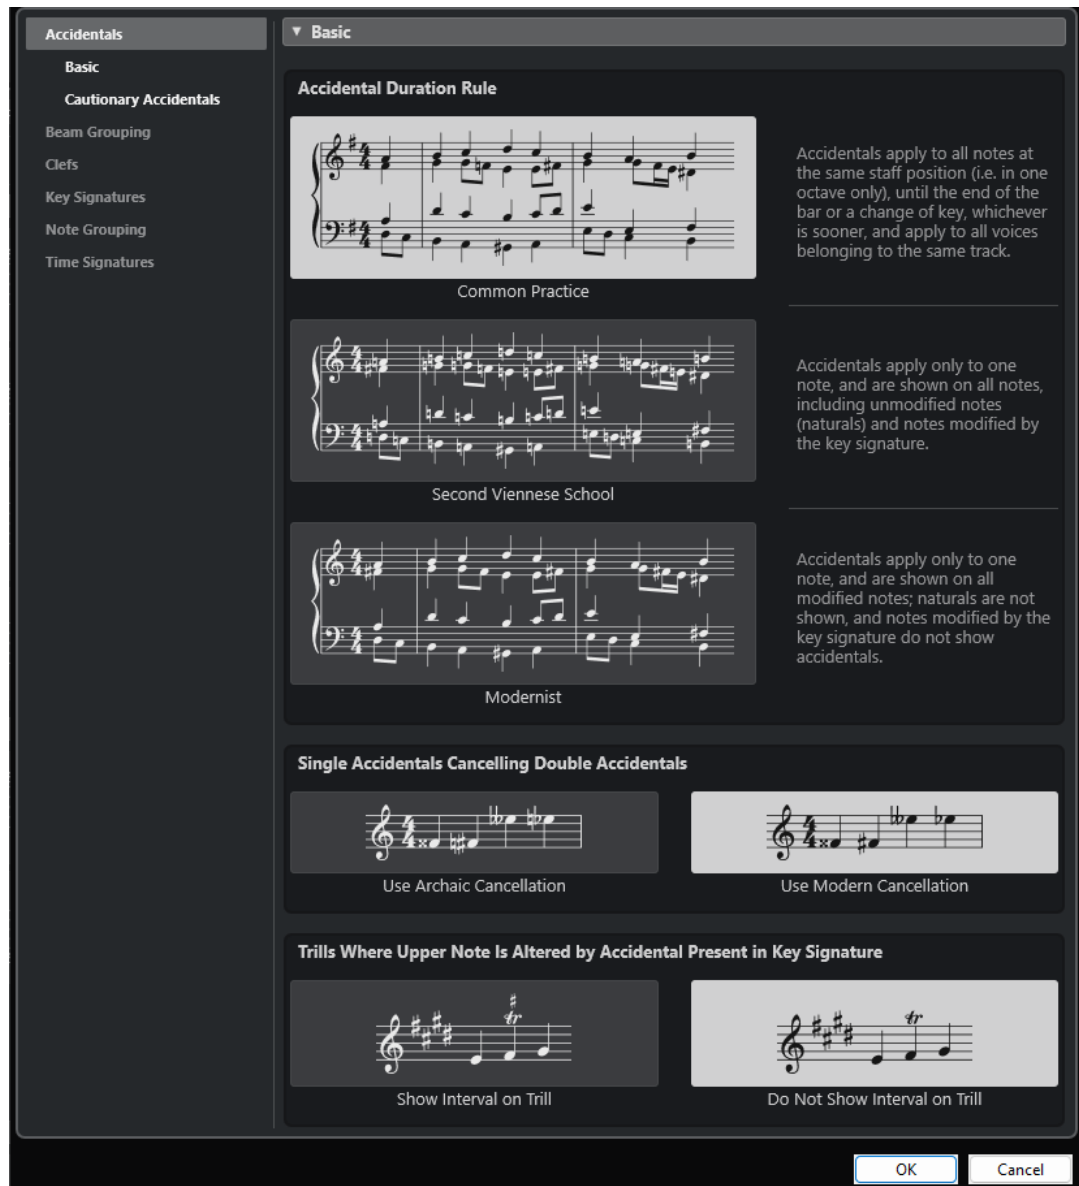 Accidentals
Basic
Cautionary Accidentals
Beam Grouping
Clefs
Key Signatures
Note Grouping
Time Signatures
Basic
Accidental Duration Rule
Accidentals apply to all notes at
the same staff position (i.e. in one
octave only), until the end of the
bar or a change of key, whichever
is sooner, and apply to all voices
belonging to the same track.
Common Practice
Accidentals apply only to one
note, and are shown on all notes,
including unmodified notes
(naturals) and notes modified by
the key signature.
Second Viennese School
Accidentals apply only to one
note, and are shown on all
modified notes; naturals are not
shown, and notes modified by the
key signature do not show
accidentals.
Modernist
Single Accidentals Cancelling Double Accidentals
Use Archaic Cancellation
Use Modern Cancellation
Trills Where Upper Note Is Altered by Accidental Present in Key Signature
tr
tr
Show Interval on Trill
Do Not Show Interval on Trill
OK
Cancel